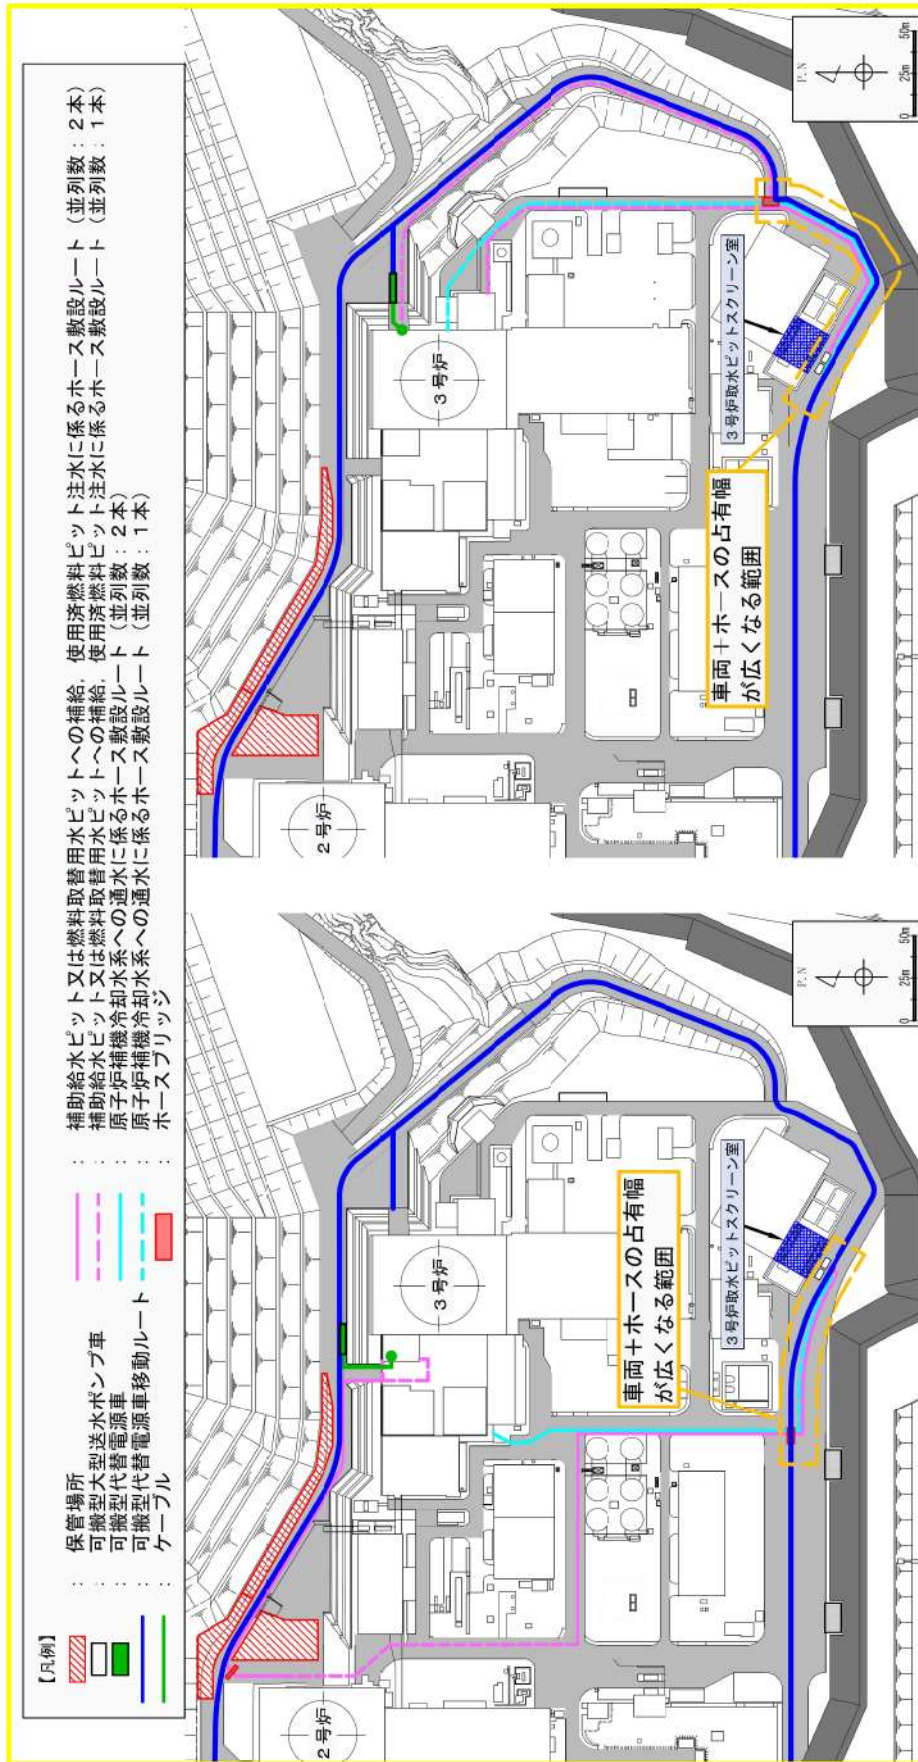 【凡例】
： 保管場所
： 可搬型大型送水ポンプ車
： 可搬型代替電源車
： 可搬型代替電源車移動ルート
： ケーブル
： 補助給水ピット又は燃料取替用水ピットへの補給，使用済燃料ピット注水に係るホース敷設ルート（並列数：２本）
： 補助給水ピット又は燃料取替用水ピットへの補給，使用済燃料ピット注水に係るホース敷設ルート（並列数：１本）
： 原子炉補機冷却水系への通水に係るホース敷設ルート（並列数：２本）
： 原子炉補機冷却水系への通水に係るホース敷設ルート（並列数：１本）
： ホースブリッジ
２号炉
３号炉
車両＋ホースの占有幅
が広くなる範囲
３号炉取水ピットスクリーン室
P.N
0 25m 50m
２号炉
３号炉
車両＋ホースの占有幅
が広くなる範囲
３号炉取水ピットスクリーン室
P.N
0 25m 50m